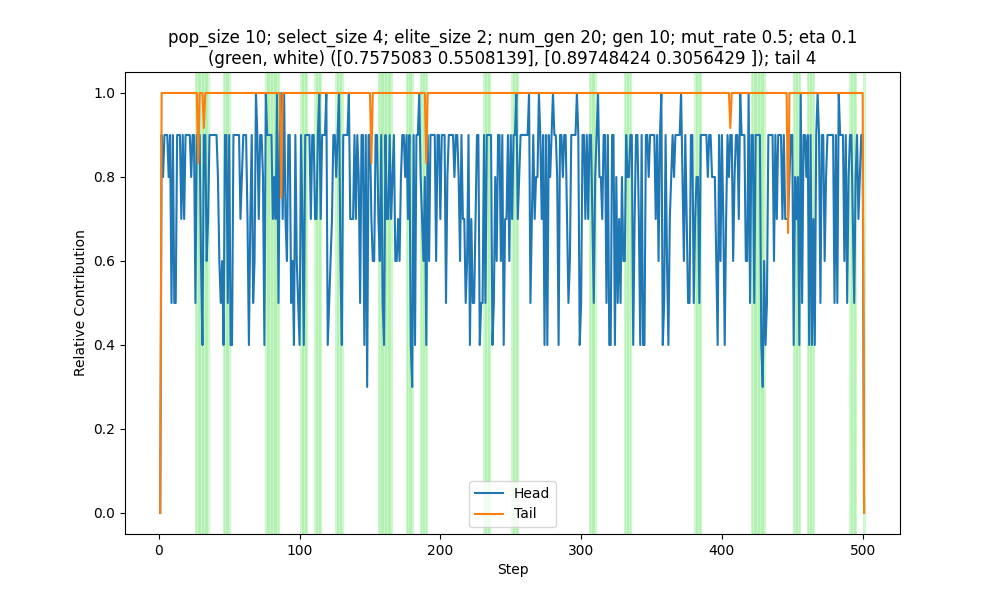 pop_size 10; select_size 4; elite_size 2; num_gen 20; gen 10; mut_rate 0.5; eta 0.1
(green, white) ([0.7575083 0.5508139], [0.89748424 0.3056429 ]); tail 4
1.0
0.8
0.6
0.4
0.2
0.0
Relative Contribution
Head
Tail
0
100
200
300
400
500
Step